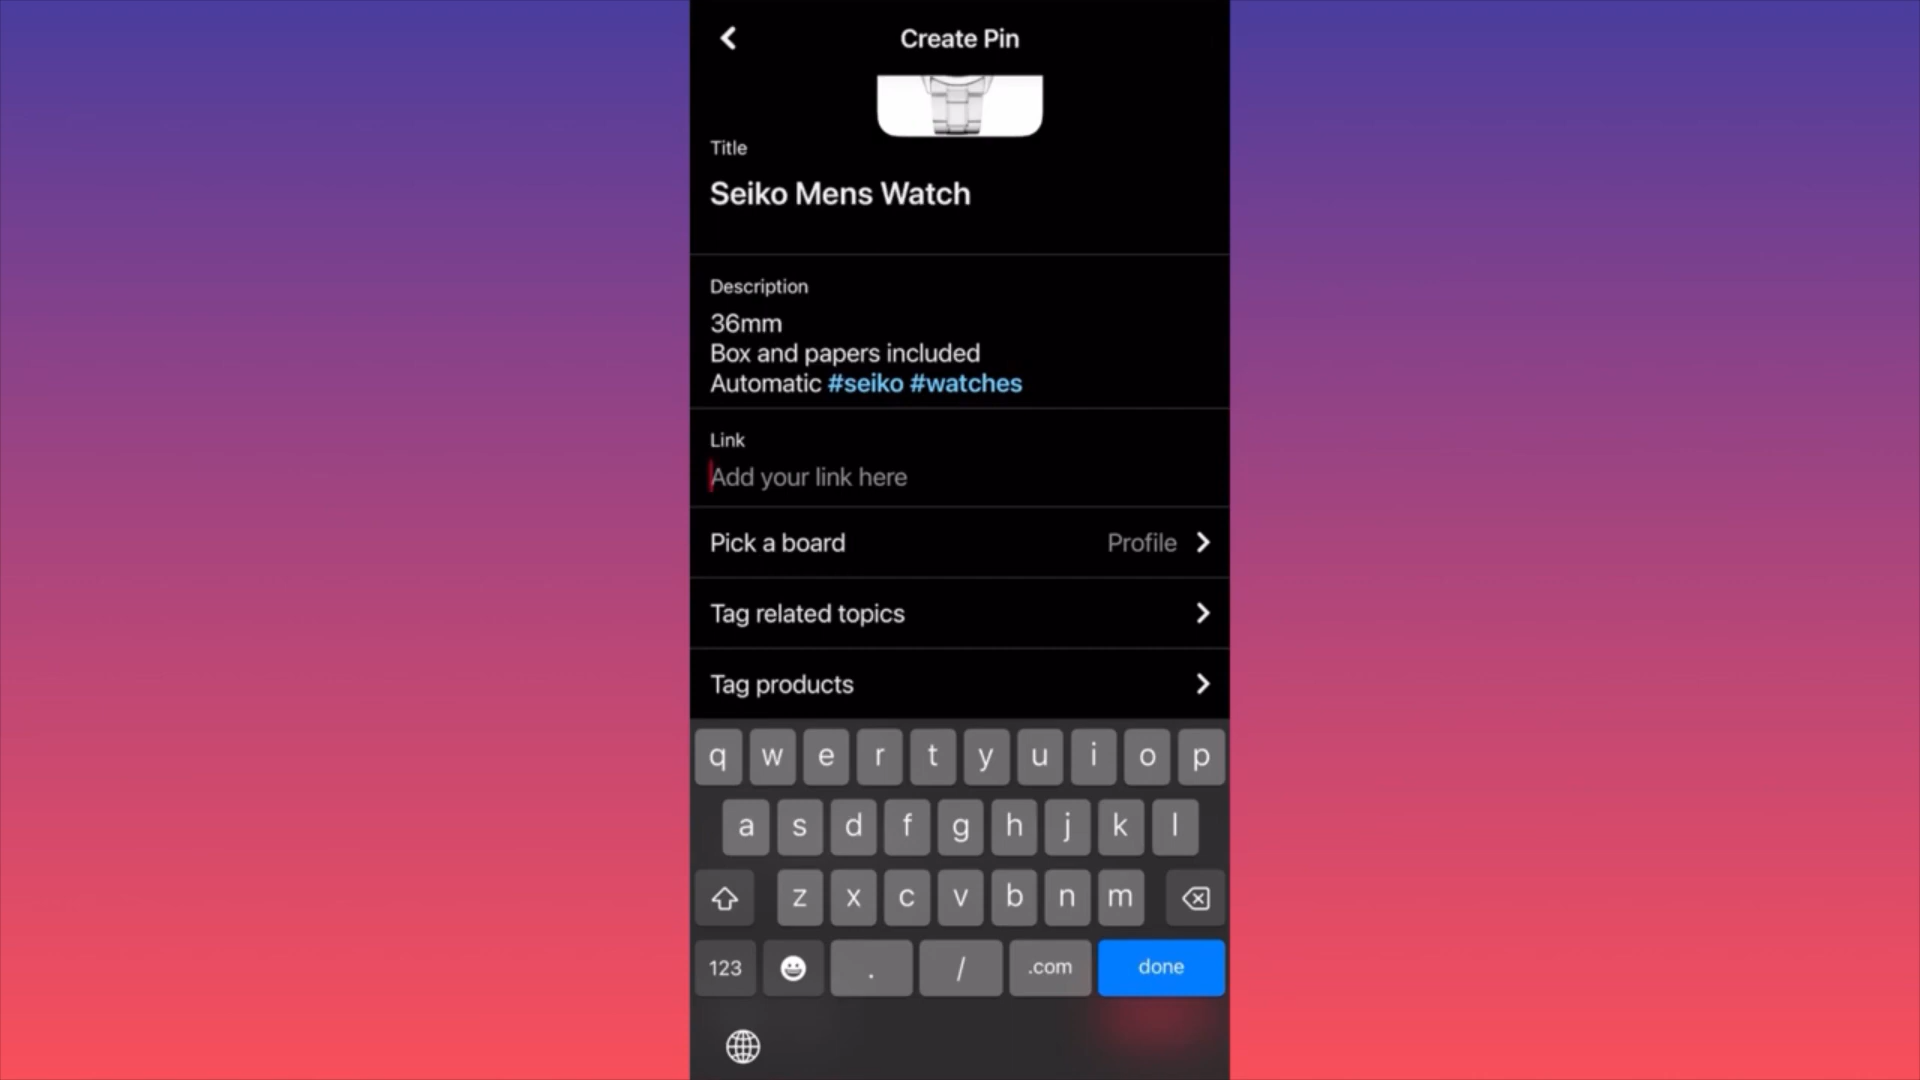 Create Pin
Title
Seiko Mens Watch
Description
36mm
Box and papers included
Automatic #seiko #watches
Link
Add your link here
Pick a board Profile
Tag related topics
Tag products
q w e r t y u i o p
a s d f g h j k l
z x c v b n m
123 . / .com done